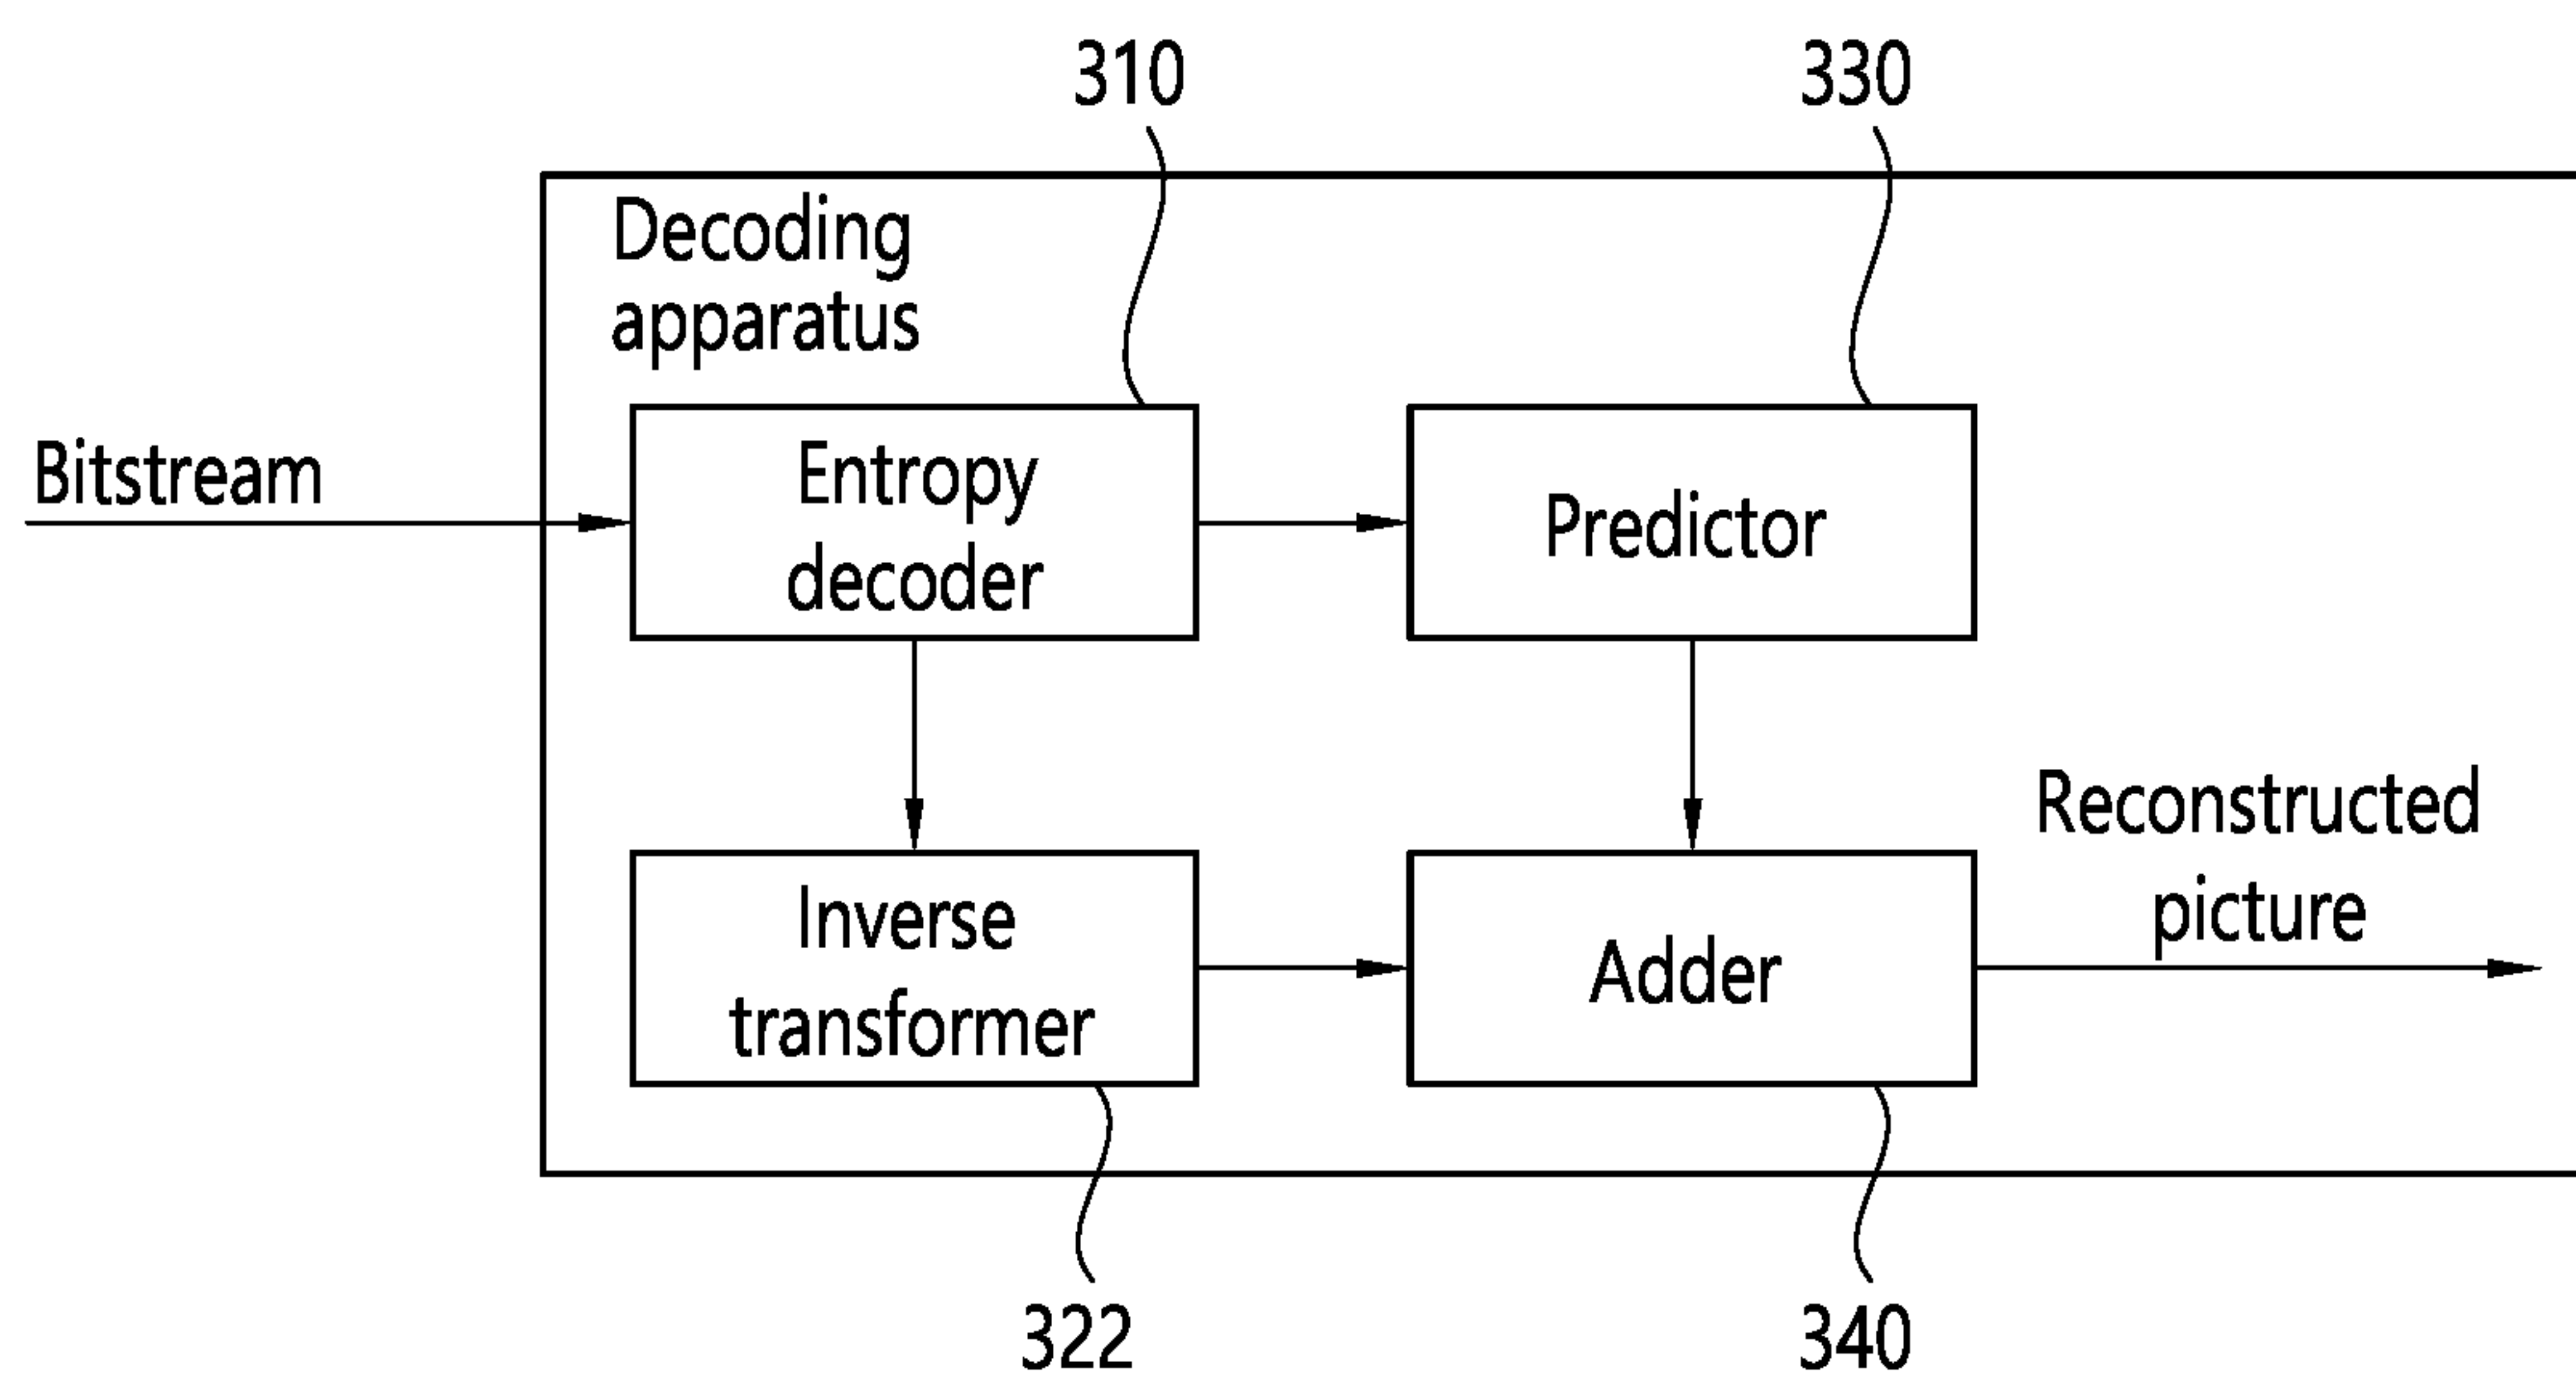 310
330
Decoding
apparatus
Bitstream
Entropy
decoder
Predictor
Inverse
transformer
Adder
Reconstructed
picture
322
340